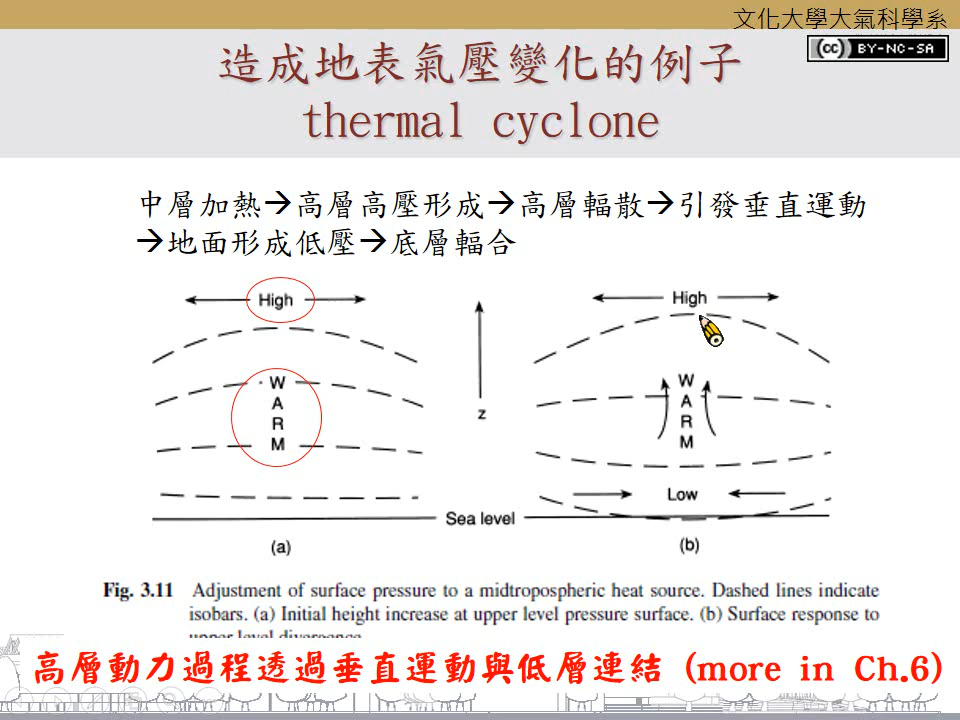 文化大學大氣科學系
(cc) BY-NC-SA
造成地表氣壓變化的例子
thermal cyclone
中層加熱→高層高壓形成→高層輻散→引發垂直運動
→地面形成低壓→底層輻合
High
W
A
R
M
z
High
W
A
R
M
Low
Sea level
(a)
(b)
Fig. 3.11 Adjustment of surface pressure to a midtropospheric heat source. Dashed lines indicate
isobars. (a) Initial height increase at upper level pressure surface. (b) Surface response to
upper level divergence
高層動力過程透過垂直運動與低層連結 (more in Ch.6)